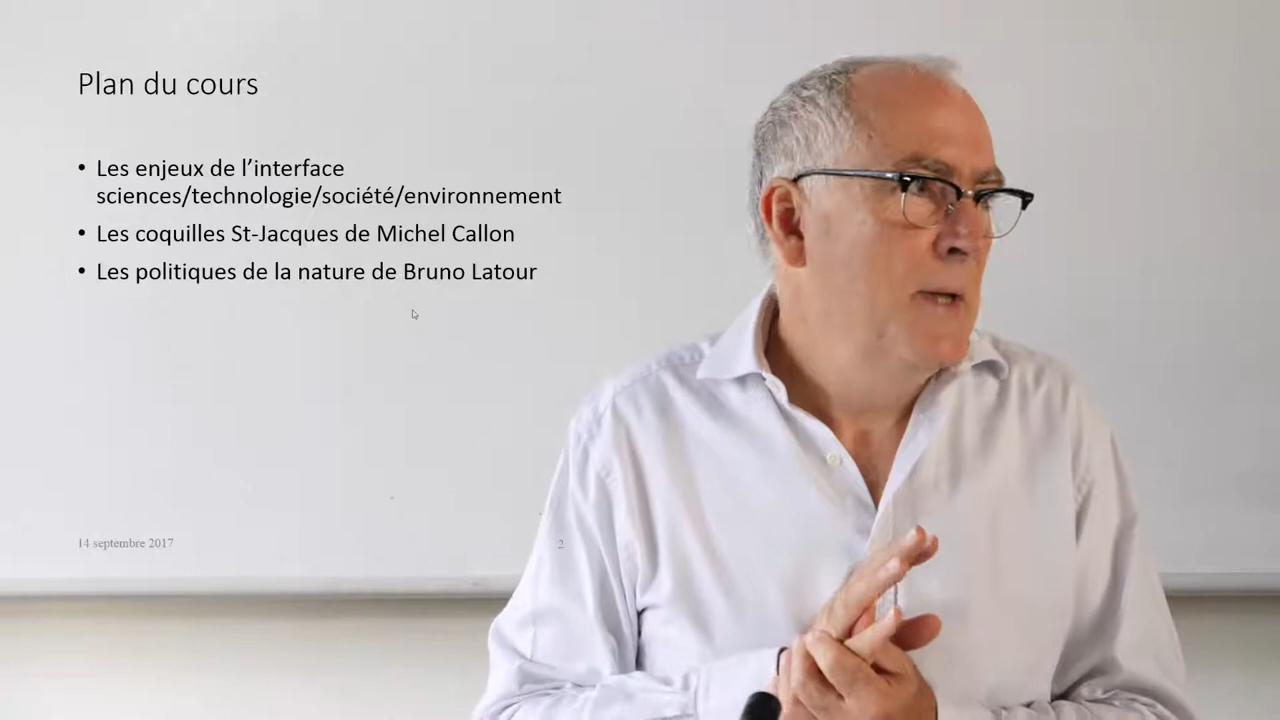 Plan du cours
• Les enjeux de l’interface
sciences/technologie/société/environnement
• Les coquilles St-Jacques de Michel Callon
• Les politiques de la nature de Bruno Latour
14 septembre 2017
2